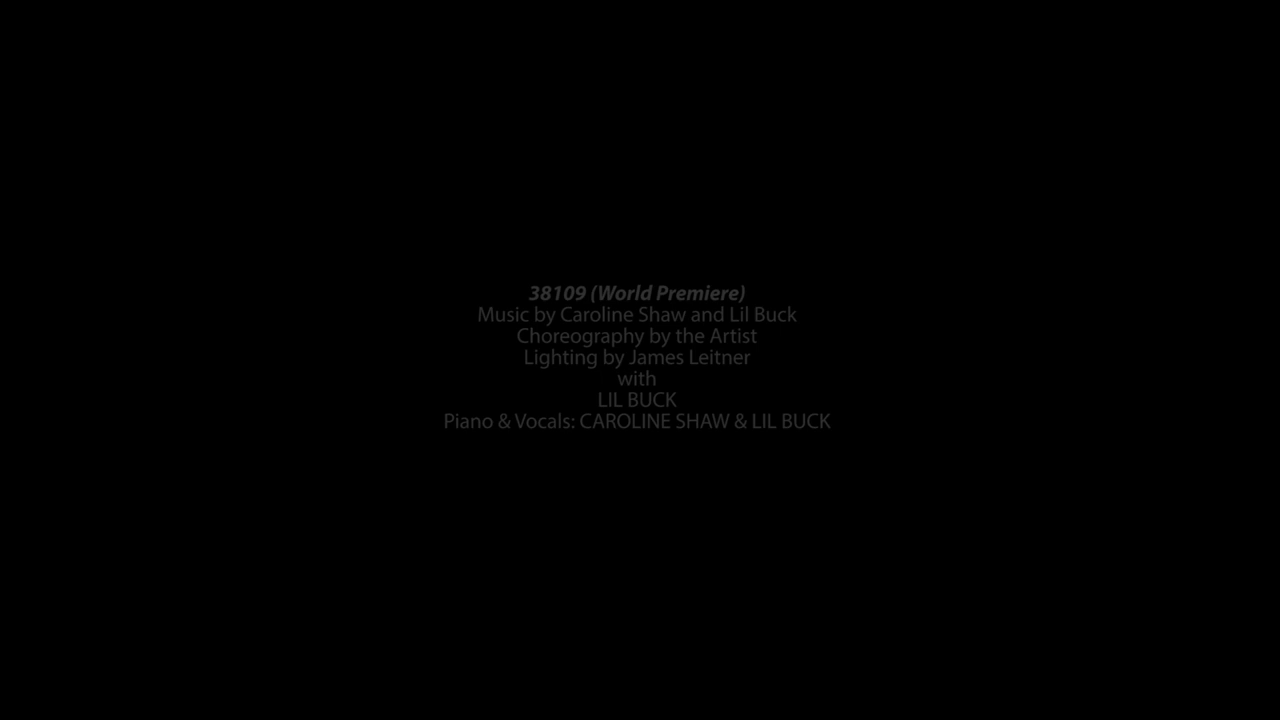 38109 (World Premiere)
Music by Caroline Shaw and Lil Buck
Choreography by the Artist
Lighting by James Leitner
with
LIL BUCK
Piano & Vocals: CAROLINE SHAW & LIL BUCK